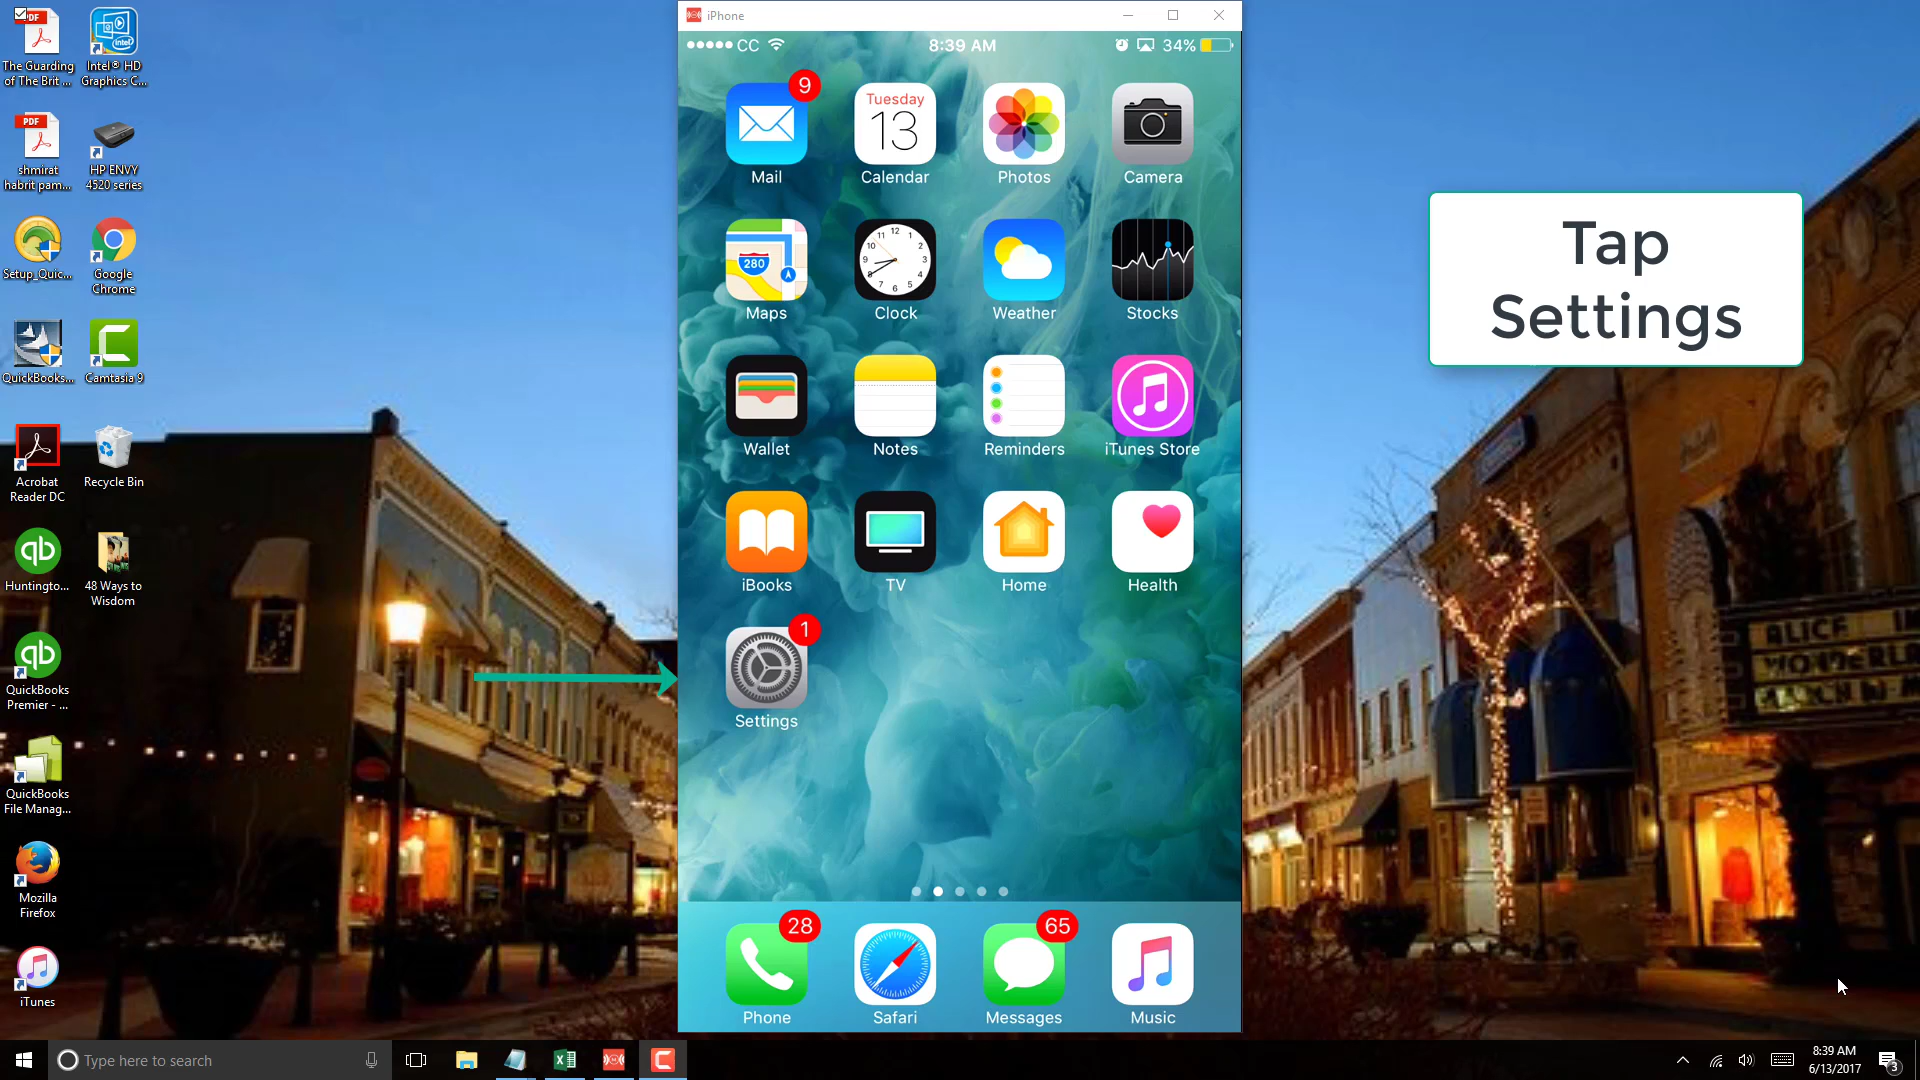 The Guarding
of The Brit ...
Intel® HD
Graphics C...
shmirat
habrit pam...
HP ENVY
4520 series
Setup_Quic...
Google
Chrome
QuickBooks...
Camtasia 9
Acrobat
Reader DC
Recycle Bin
Huntingto...
48 Ways to
Wisdom
QuickBooks
Premier - ...
QuickBooks
File Manag...
Mozilla
Firefox
iTunes
iPhone
CC
8:39 AM
34%
9
Tuesday
13
Mail
Calendar
Photos
Camera
280
Maps
Clock
Weather
Stocks
Wallet
Notes
Reminders
iTunes Store
iBooks
TV
Home
Health
1
Settings
28
65
Phone
Safari
Messages
Music
Tap
Settings
ALICE I
Type here to search
8:39 AM
6/13/2017
3